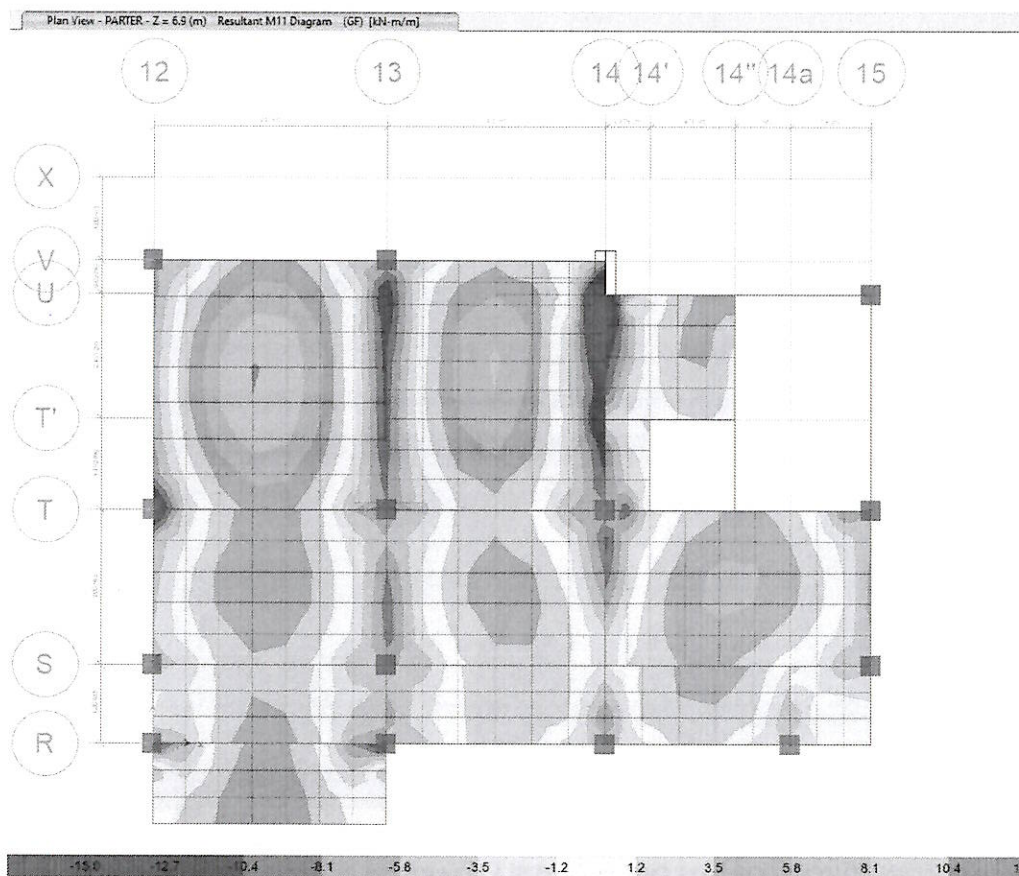 Plan View - PARTER - Z = 6.9 (m) Resultant M11 Diagram (GF) [kN-m/m]
12 13 14 14' 14" 14a 15
X
V
U
T'
T
S
R
-15.0 -12.7 -10.4 -8.1 -5.8 -3.5 -1.2 1.2 3.5 5.8 8.1 10.4